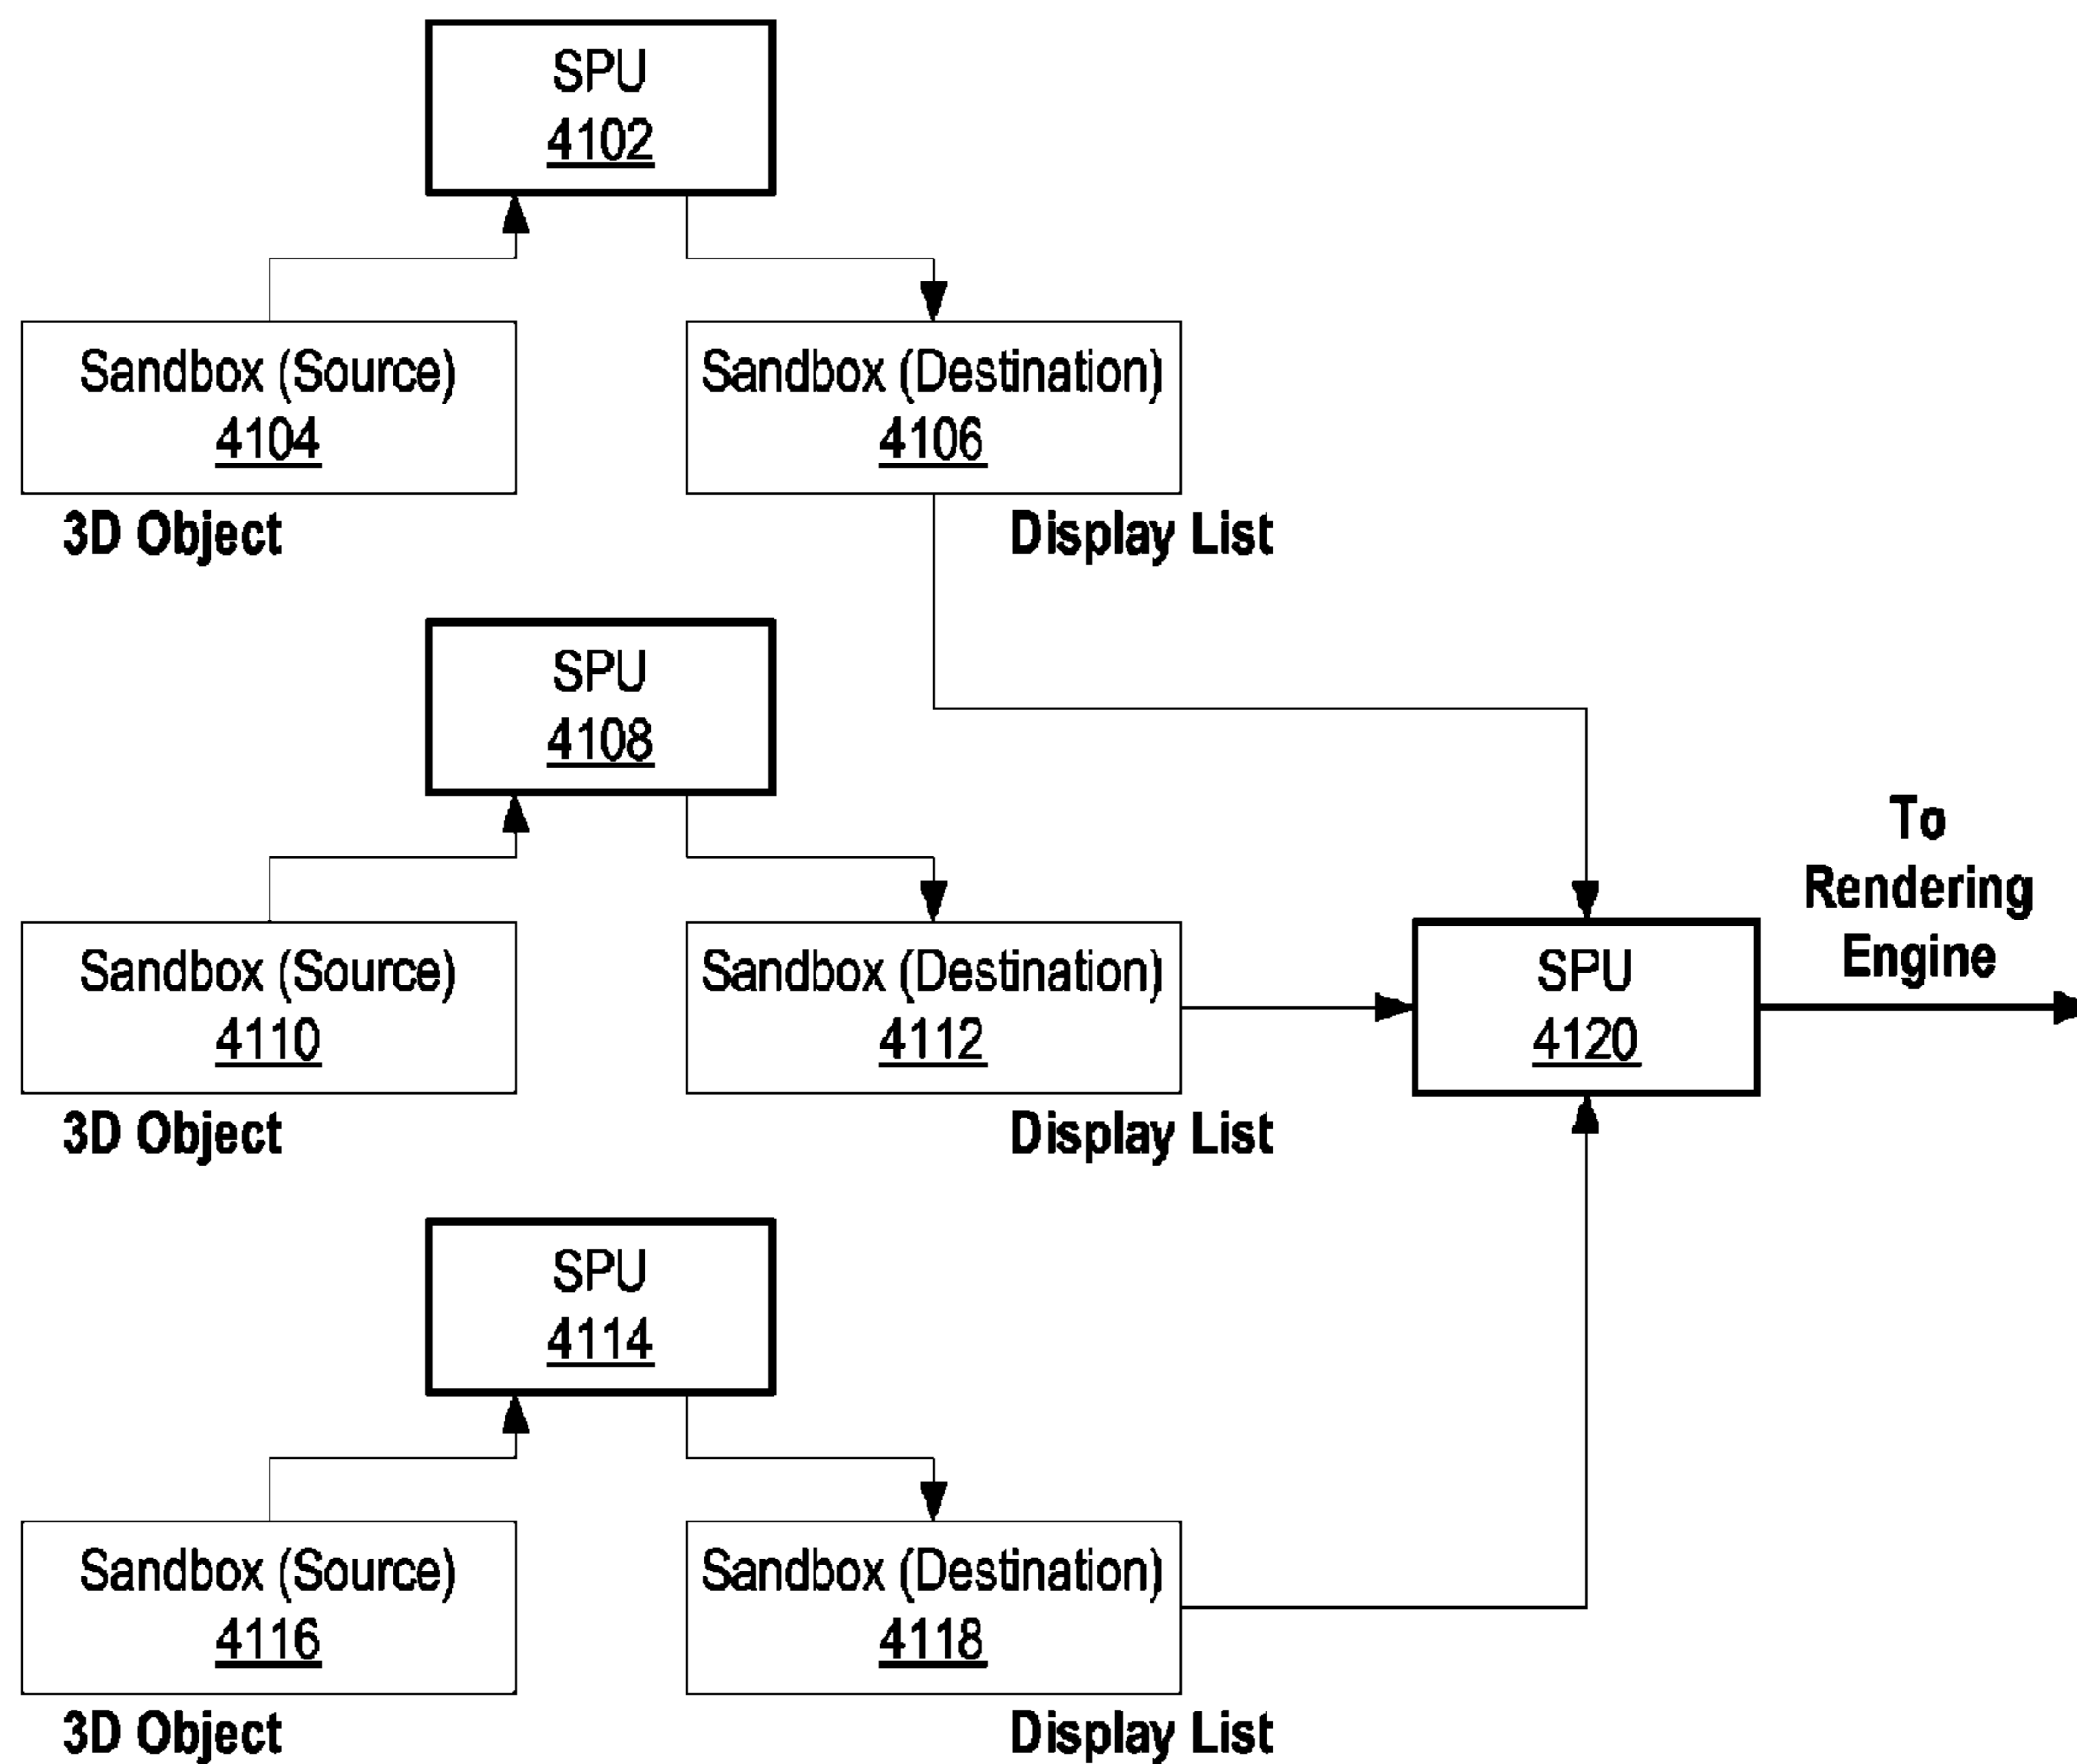 SPU
4102
Sandbox (Source)
4104
3D Object
Sandbox (Destination)
4106
Display List
SPU
4108
Sandbox (Source)
4110
3D Object
Sandbox (Destination)
4112
Display List
SPU
4114
Sandbox (Source)
4116
3D Object
Sandbox (Destination)
4118
Display List
SPU
4120
To
Rendering
Engine